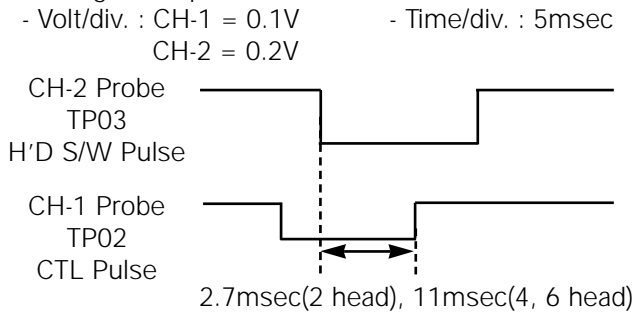 - Volt/div. : CH-1 = 0.1V - Time/div. : 5msec
CH-2 = 0.2V
CH-2 Probe
TP03
H'D S/W Pulse
CH-1 Probe
TP02
CTL Pulse
2.7msec(2 head), 11msec(4, 6 head)